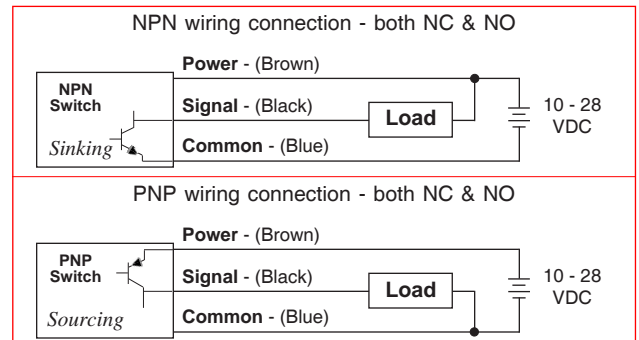 NPN wiring connection - both NC & NO
Power - (Brown)
NPN
Switch
Signal - (Black)
Load
10 - 28
VDC
Sinking
Common - (Blue)
PNP wiring connection - both NC & NO
Power - (Brown)
PNP
Switch
Signal - (Black)
Load
10 - 28
VDC
Sourcing
Common - (Blue)